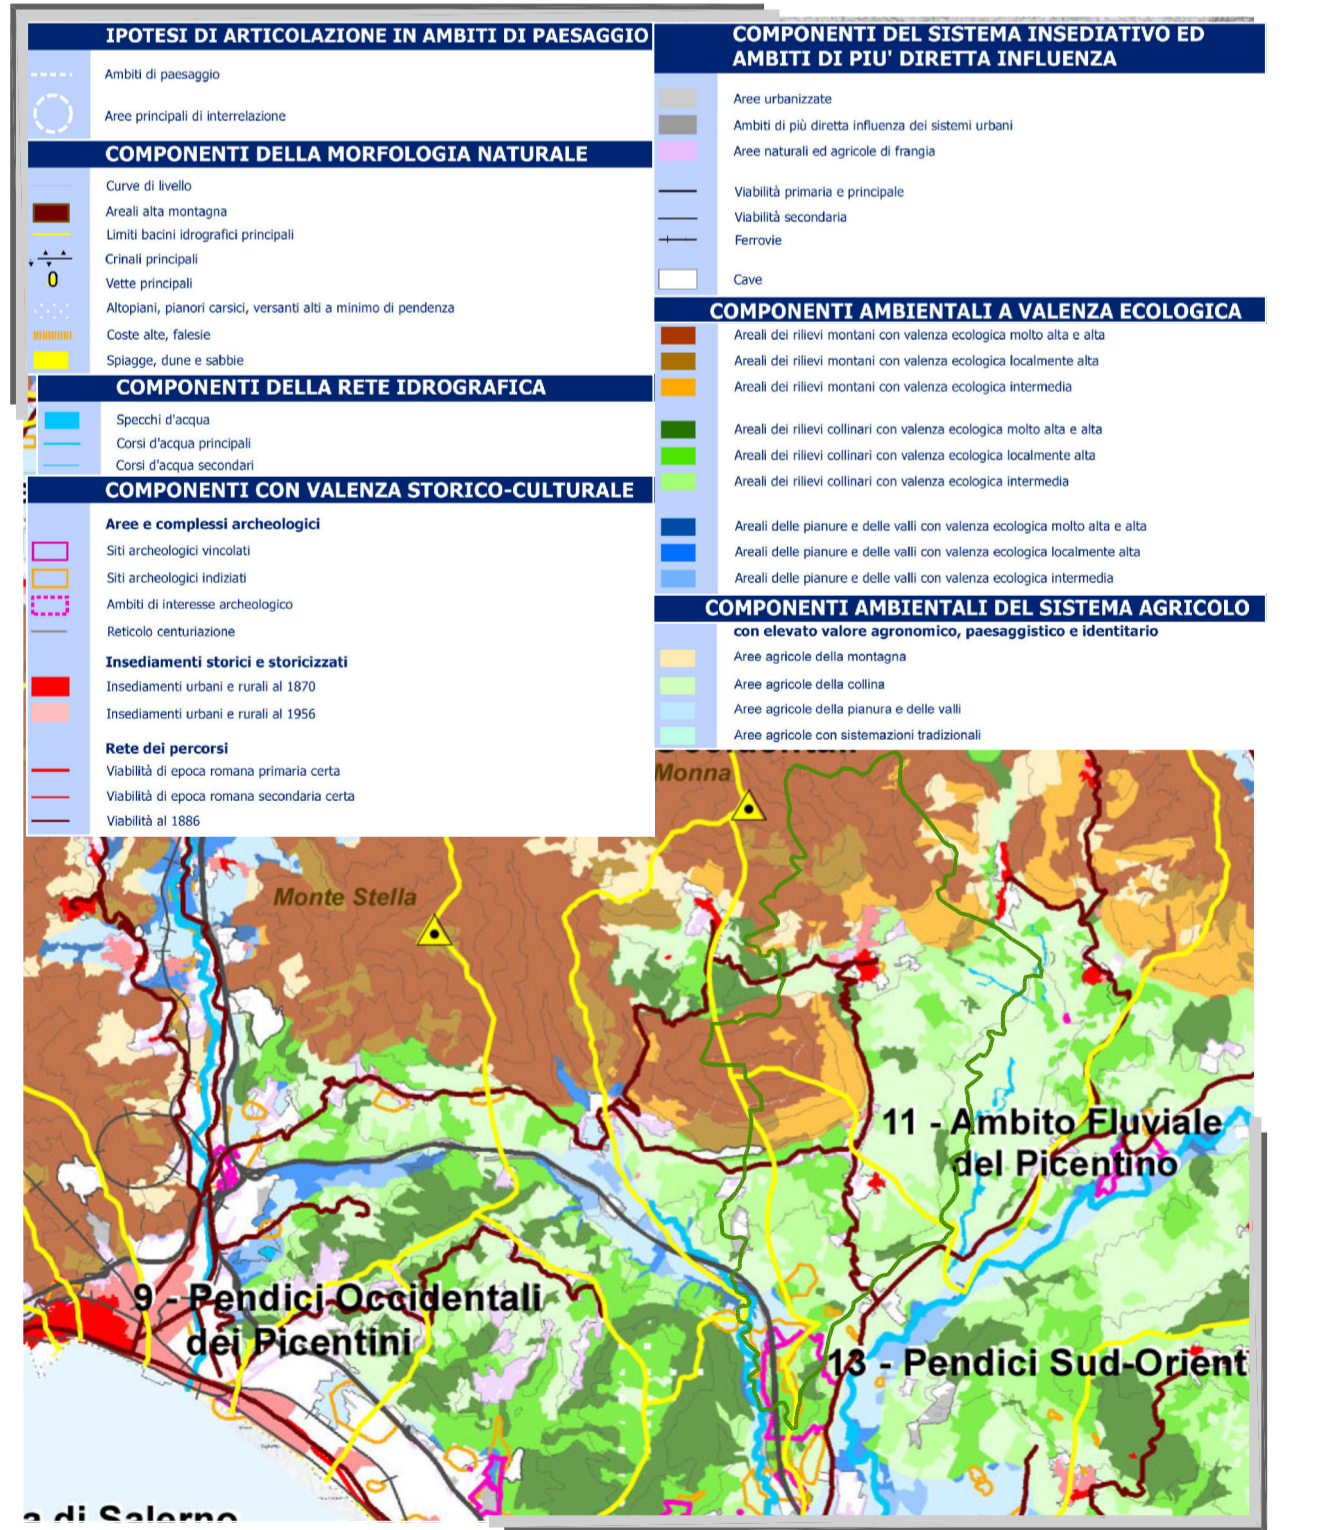 IPOTESI DI ARTICOLAZIONE IN AMBITI DI PAESAGGIO
Ambiti di paesaggio
Aree principali di interrelazione
COMPONENTI DELLA MORFOLOGIA NATURALE
Curve di livello
Areali alta montagna
Limiti bacini idrografici principali
Crinali principali
0
Vette principali
Altopiani, pianori carsici, versanti alti a minimo di pendenza
Coste alte, falesie
Spiagge, dune e sabbie
COMPONENTI DELLA RETE IDROGRAFICA
Specchi d'acqua
Corsi d'acqua principali
Corsi d'acqua secondari
COMPONENTI CON VALENZA STORICO-CULTURALE
Aree e complessi archeologici
Siti archeologici vincolati
Siti archeologici indiziati
Ambiti di interesse archeologico
Reticolo centuriazione
Insediamenti storici e storicizzati
Insediamenti urbani e rurali al 1870
Insediamenti urbani e rurali al 1956
Rete dei percorsi
Viabilità di epoca romana primaria certa
Viabilità di epoca romana secondaria certa
Viabilità al 1886
COMPONENTI DEL SISTEMA INSEDIATIVO ED
AMBITI DI PIU' DIRETTA INFLUENZA
Aree urbanizzate
Ambiti di più diretta influenza dei sistemi urbani
Aree naturali ed agricole di frangia
Viabilità primaria e principale
Viabilità secondaria
Ferrovie
Cave
COMPONENTI AMBIENTALI A VALENZA ECOLOGICA
Areali dei rilievi montani con valenza ecologica molto alta e alta
Areali dei rilievi montani con valenza ecologica localmente alta
Areali dei rilievi montani con valenza ecologica intermedia
Areali dei rilievi collinari con valenza ecologica molto alta e alta
Areali dei rilievi collinari con valenza ecologica localmente alta
Areali dei rilievi collinari con valenza ecologica intermedia
Areali delle pianure e delle valli con valenza ecologica molto alta e alta
Areali delle pianure e delle valli con valenza ecologica localmente alta
Areali delle pianure e delle valli con valenza ecologica intermedia
COMPONENTI AMBIENTALI DEL SISTEMA AGRICOLO
con elevato valore agronomico, paesaggistico e identitario
Aree agricole della montagna
Aree agricole della collina
Aree agricole della pianura e delle valli
Aree agricole con sistemazioni tradizionali
Monna
Monte Stella
11 - Ambito Fluviale
del Picentino
9 - Pendici Occidentali
dei Picentini
13 - Pendici Sud-Orient
a di Salerno